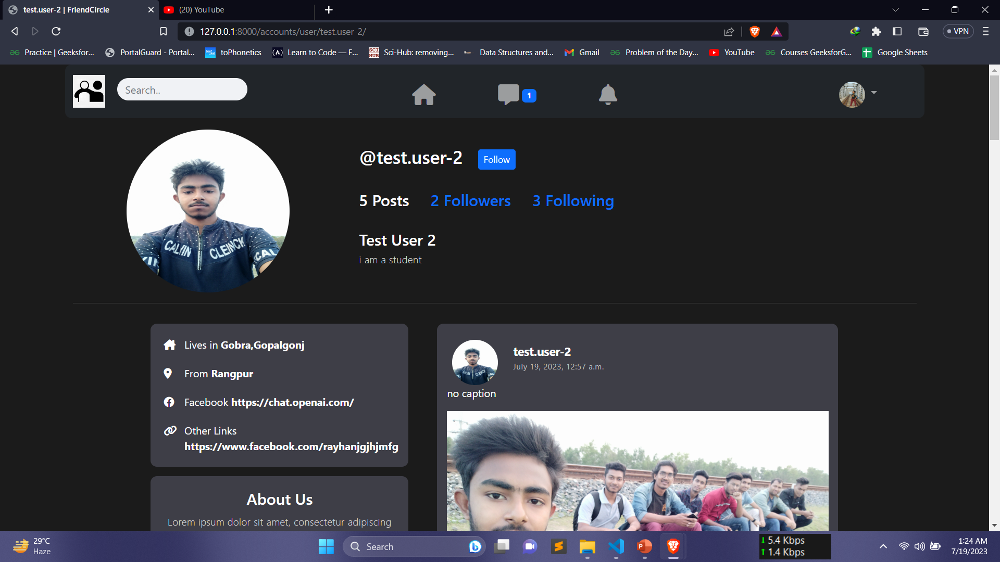 test.user-2 | FriendCircle
(20) YouTube
127.0.0.1:8000/accounts/user/test.user-2/
VPN
Practice | Geeksfor...
PortalGuard - Portal...
toPhonetics
(A)
Learn to Code — F...
SCI
HUB
Sci-Hub: removing...
Data Structures and...
Gmail
Problem of the Day...
YouTube
Courses GeeksforG...
Google Sheets
Search..
1
@test.user-2
Follow
5 Posts
2 Followers
3 Following
Test User 2
i am a student
CALVIN
CLEINCK
CAL
Lives in Gobra,Gopalgonj
From Rangpur
Facebook https://chat.openai.com/
Other Links
https://www.facebook.com/rayhanjgjhjmfg
About Us
Lorem ipsum dolor sit amet, consectetur adipiscing
test.user-2
July 19, 2023, 12:57 a.m.
no caption
29°C
Haze
Search
5.4 Kbps
1.4 Kbps
1:24 AM
7/19/2023